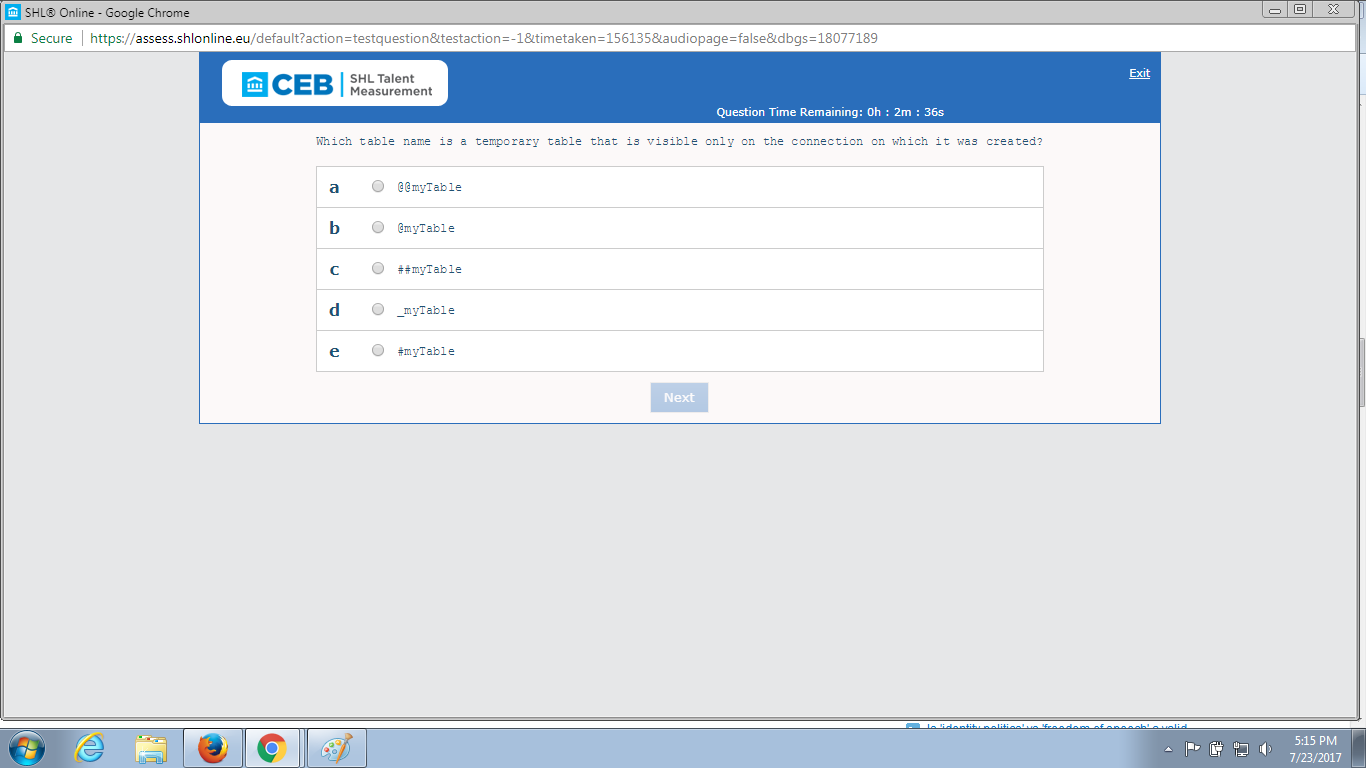 SHL® Online - Google Chrome
Secure https://assess.shlonline.eu/default?action=testquestion&testaction=-1&timetaken=156135&audiopage=false&dbgs=18077189
CEB SHL Talent
Measurement
Exit
Question Time Remaining: 0h : 2m : 36s
Which table name is a temporary table that is visible only on the connection on which it was created?
a @@myTable
b @myTable
c ##myTable
d _myTable
e #myTable
Next
Is 'identity politics' vs 'freedom of speech' a valid
5:15 PM
7/23/2017